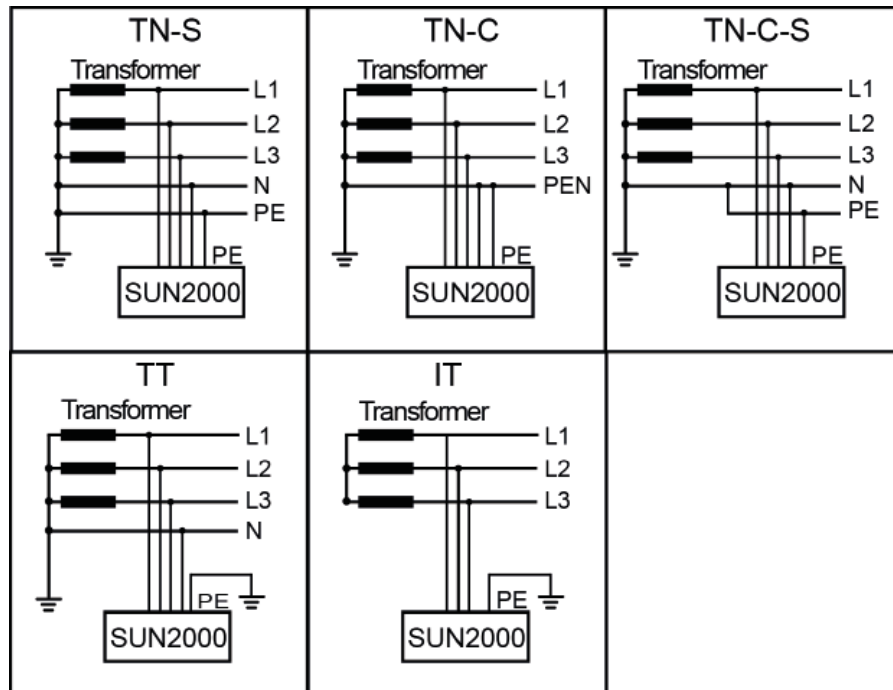 TN-S
Transformer
L1
L2
L3
N
PE
PE
SUN2000
TN-C
Transformer
L1
L2
L3
PEN
PE
SUN2000
TN-C-S
Transformer
L1
L2
L3
N
PE
PE
SUN2000
TT
Transformer
L1
L2
L3
N
PE
SUN2000
IT
Transformer
L1
L2
L3
PE
SUN2000